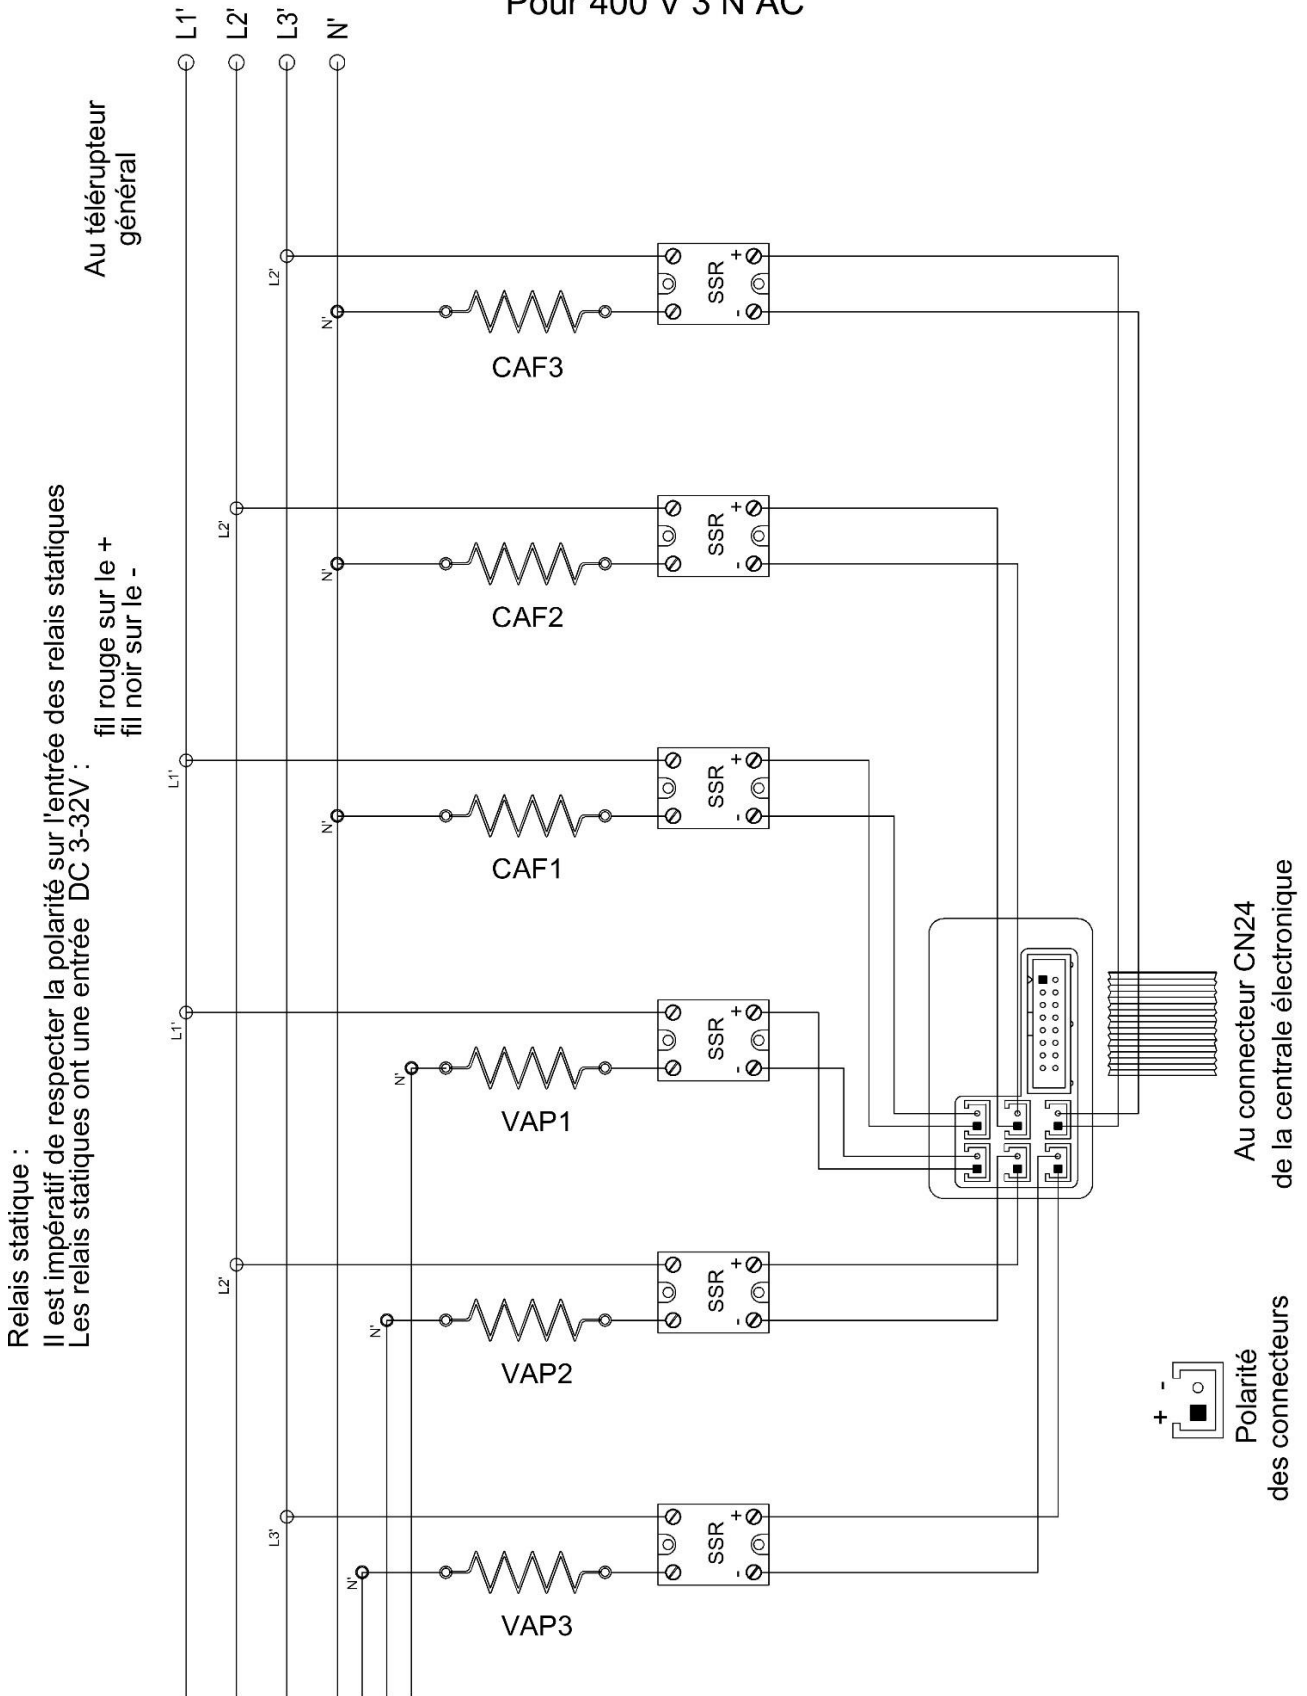 Pour 400 V 3 N AC
L1'
L2'
L3'
N'
Au télérupteur
général
Relais statique :
Il est impératif de respecter la polarité sur l'entrée des relais statiques
Les relais statiques ont une entrée DC 3-32V :
fil rouge sur le +
fil noir sur le -
L2'
N'
SSR
+
-
CAF3
L2'
N'
SSR
+
-
CAF2
L1'
N'
SSR
+
-
CAF1
L1'
N'
SSR
+
-
VAP1
L2'
N'
SSR
+
-
VAP2
L3'
N'
SSR
+
-
VAP3
Au connecteur CN24
de la centrale électronique
+ -
Polarité
des connecteurs